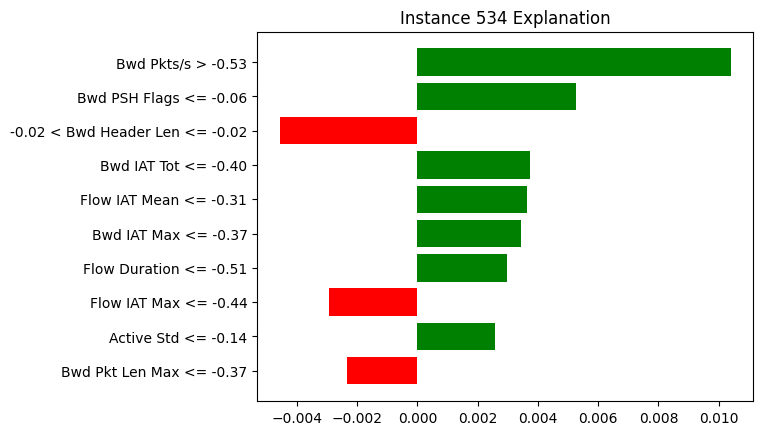 Instance 534 Explanation
Bwd Pkts/s > -0.53
Bwd PSH Flags <= -0.06
-0.02 < Bwd Header Len <= -0.02
Bwd IAT Tot <= -0.40
Flow IAT Mean <= -0.31
Bwd IAT Max <= -0.37
Flow Duration <= -0.51
Flow IAT Max <= -0.44
Active Std <= -0.14
Bwd Pkt Len Max <= -0.37
−0.004 −0.002 0.000 0.002 0.004 0.006 0.008 0.010